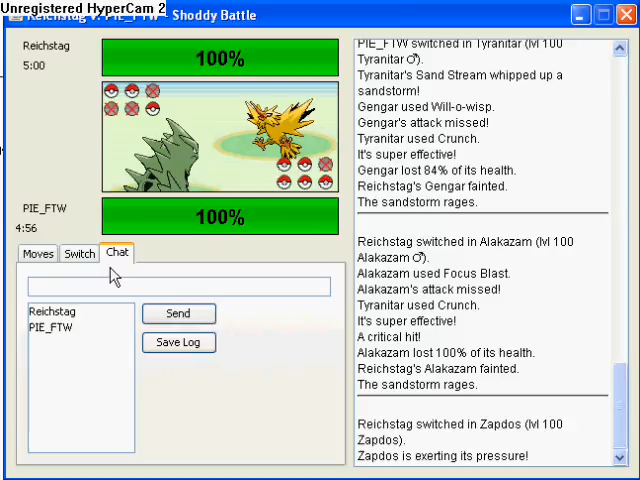 Unregistered HyperCam 2
Reichstag v. PIE_FTW - Shoddy Battle
Reichstag
5:00
100%
PIE_FTW
4:56
100%
Moves
Switch
Chat
Reichstag
PIE_FTW
Send
Save Log
PIE_FTW switched in Tyranitar (lvl 100
Tyranitar ♂).
Tyranitar's Sand Stream whipped up a
sandstorm!
Gengar used Will-o-wisp.
Gengar's attack missed!
Tyranitar used Crunch.
It's super effective!
Gengar lost 84% of its health.
Reichstag's Gengar fainted.
The sandstorm rages.
Reichstag switched in Alakazam (lvl 100
Alakazam ♂).
Alakazam used Focus Blast.
Alakazam's attack missed!
Tyranitar used Crunch.
It's super effective!
A critical hit!
Alakazam lost 100% of its health.
Reichstag's Alakazam fainted.
The sandstorm rages.
Reichstag switched in Zapdos (lvl 100
Zapdos).
Zapdos is exerting its pressure!